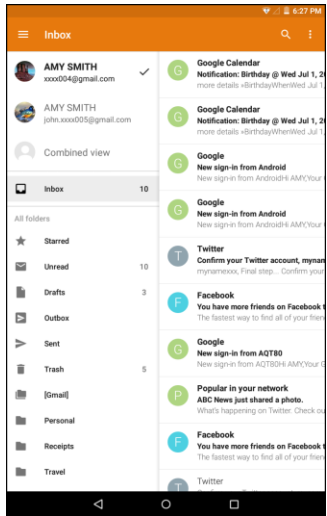 6:27 PM
Inbox
AMY SMITH
xxxx004@gmail.com
AMY SMITH
john.xxxx005@gmail.com
Combined view
Inbox 10
All folders
Starred
Unread 10
Drafts 3
Outbox
Sent
Trash 5
[Gmail]
Personal
Receipts
Travel
G
Google Calendar
Notification: Birthday @ Wed Jul 1, 2
more details »BirthdayWhenWed Jul 1,
G
Google Calendar
Notification: Birthday @ Wed Jul 1, 2
more details »BirthdayWhenWed Jul 1,
G
Google
New sign-in from Android
New sign-in from AndroidHi AMY,Your
G
Google
New sign-in from Android
New sign-in from AndroidHi AMY,Your
T
Twitter
Confirm your Twitter account, mynam
mynamexxx, Final step... Confirm your
F
Facebook
You have more friends on Facebook t
The fastest way to find all of your frien
G
Google
New sign-in from AQT80
New sign-in from AQT80Hi AMY,Your G
P
Popular in your network
ABC News just shared a photo.
What's happening on Twitter. Check ou
F
Facebook
You have more friends on Facebook t
The fastest way to find all of your frien
T
Twitter